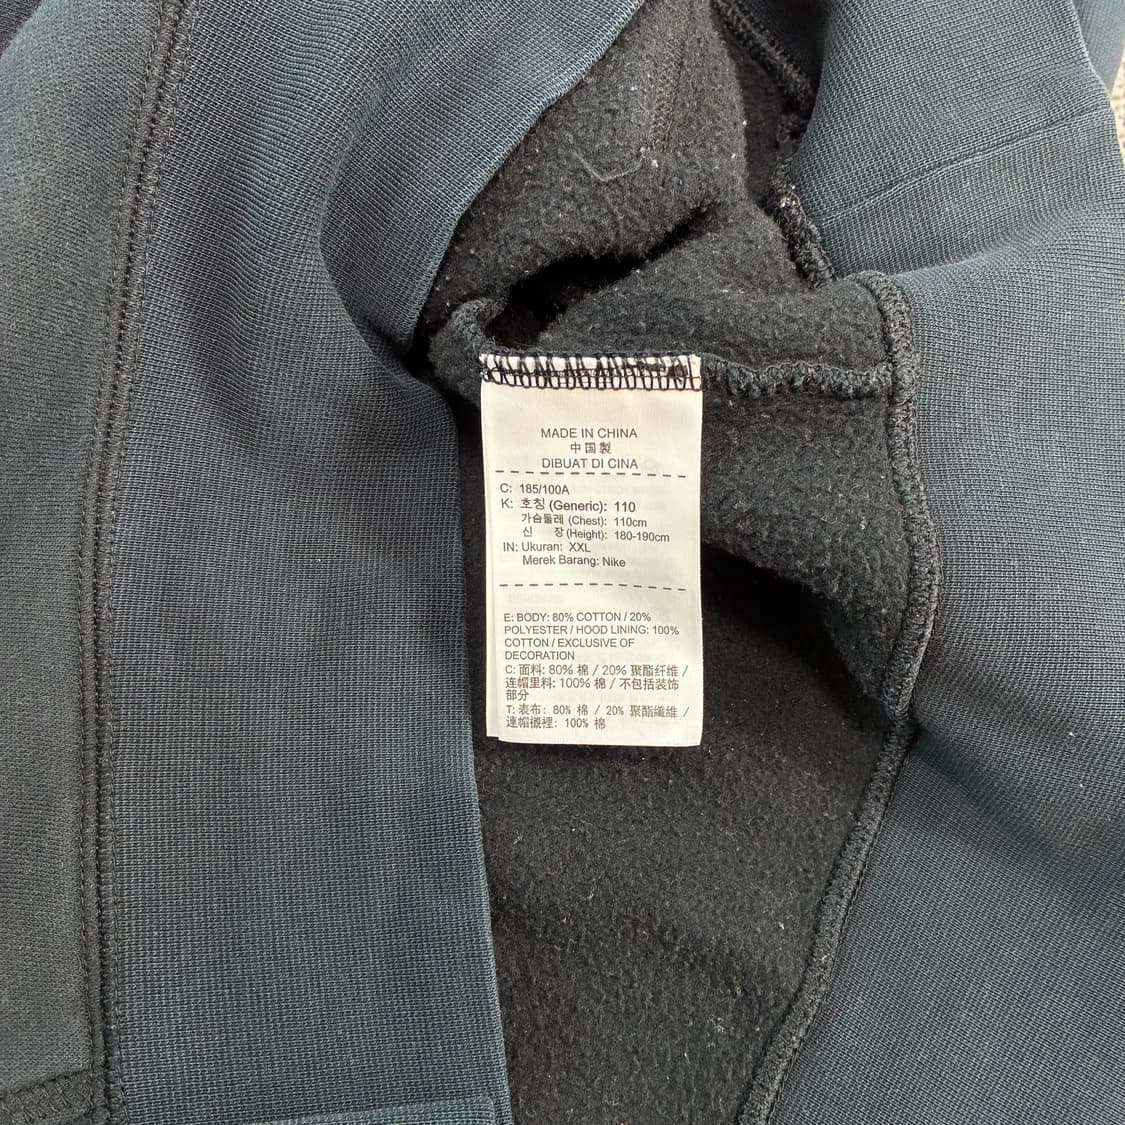 MADE IN CHINA
中国製
DIBUAT DI CINA
C: 185/100A
K: 호칭 (Generic): 110
가슴둘레 (Chest): 110cm
신 장 (Height): 180-190cm
IN: Ukuran: XXL
Merek Barang: Nike
E: BODY: 80% COTTON / 20%
POLYESTER / HOOD LINING: 100%
COTTON / EXCLUSIVE OF
DECORATION
C: 面料: 80% 棉 / 20% 聚酯纤维 /
连帽里料: 100% 棉 / 不包括装饰
部分
T: 表布: 80% 棉 / 20% 聚酯纖維 /
連帽襯裡: 100% 棉